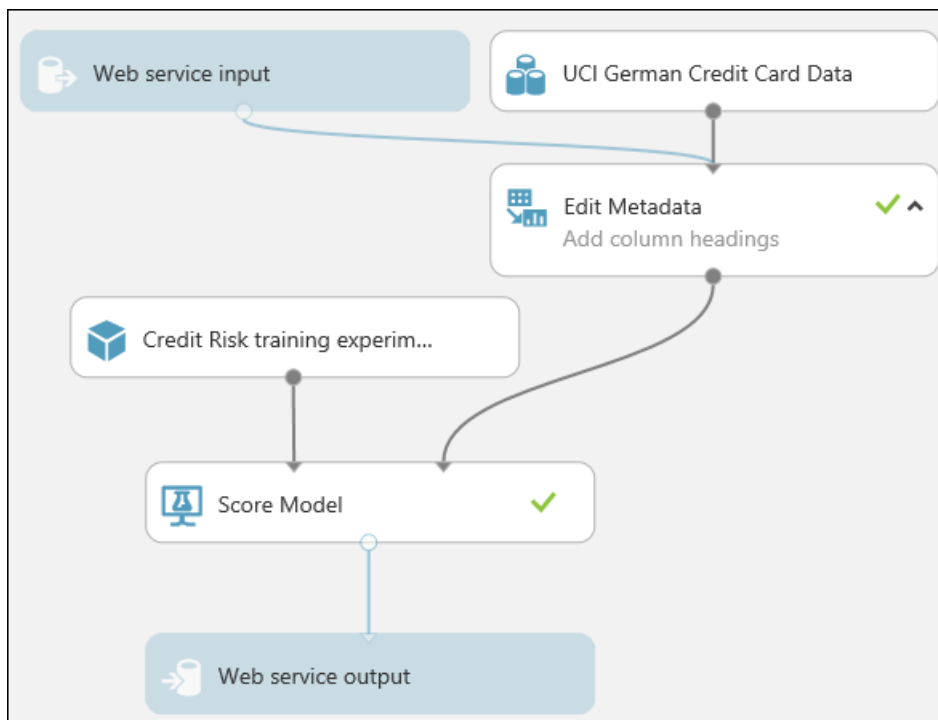 Web service input
UCI German Credit Card Data
Edit Metadata
Add column headings
Credit Risk training experim...
Score Model
Web service output